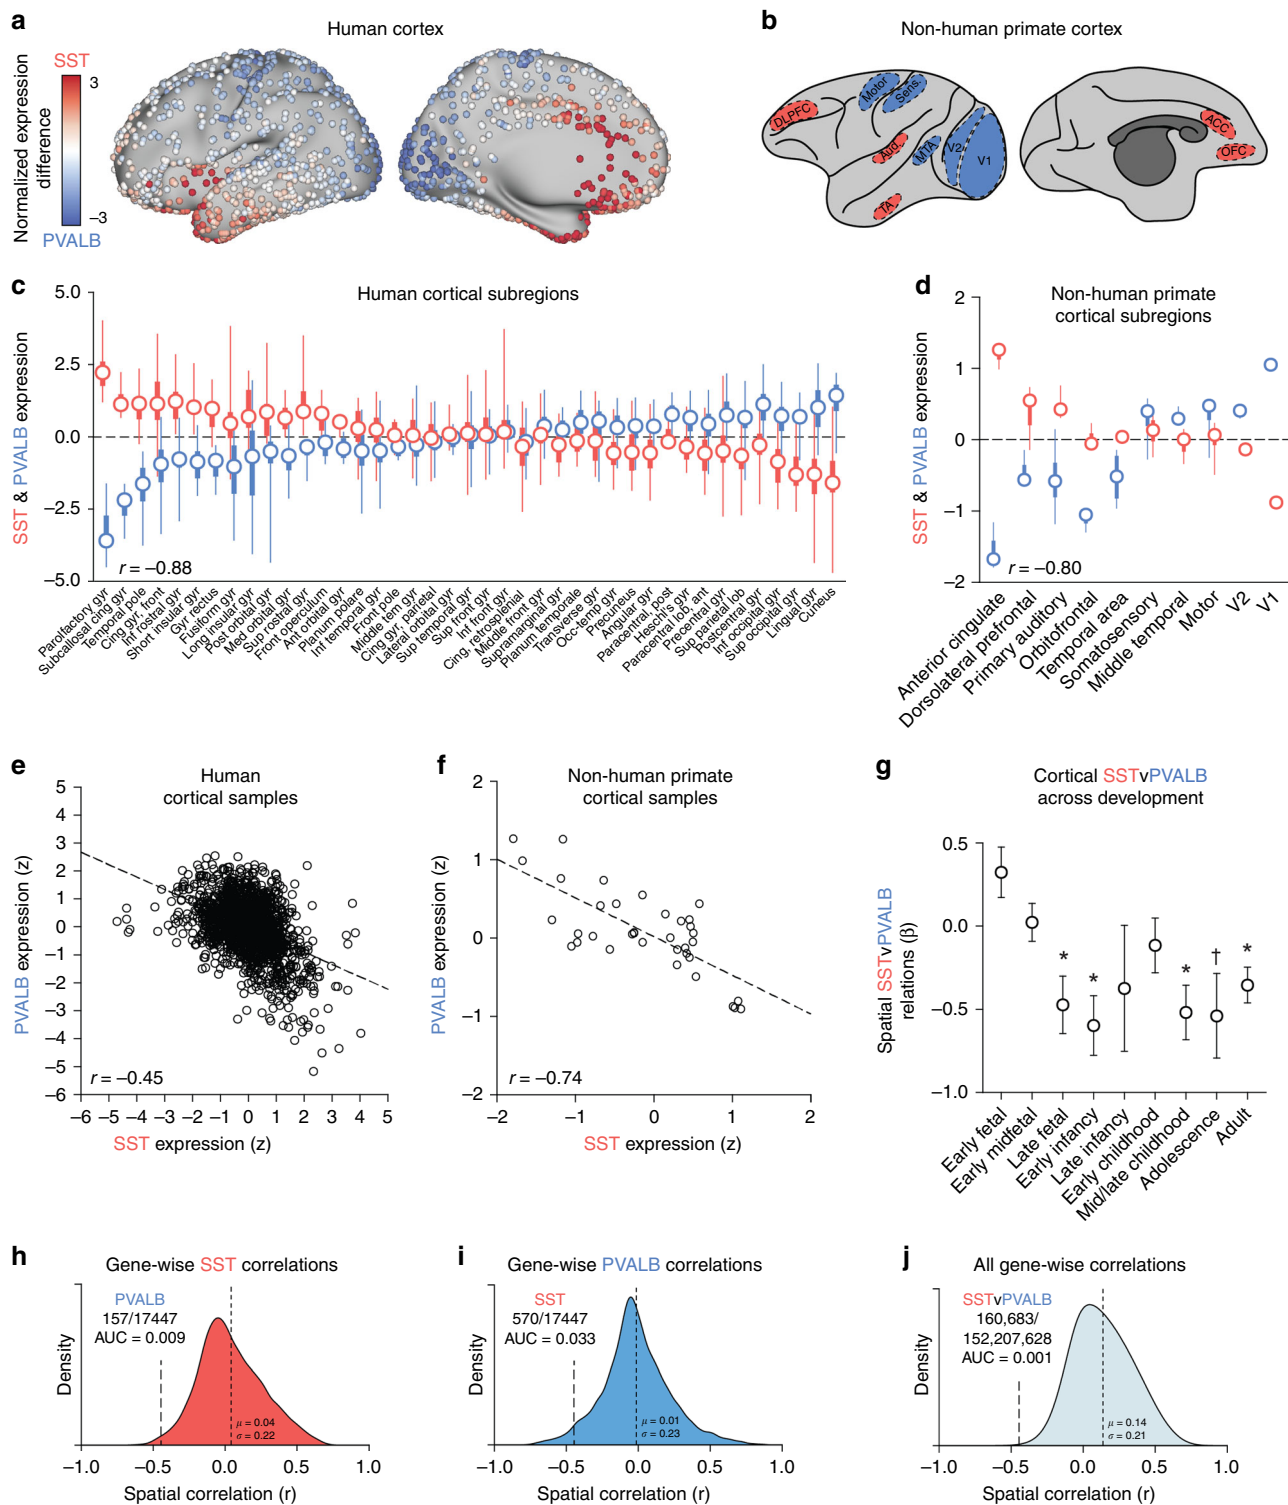 a
Human cortex
SST
3
−3
PVALB
Normalized expression
difference
b
Non-human primate cortex
DLPFC
Motor
Sens.
Aud.
MTA
V2
V1
TA
ACC
OFC
c
Human cortical subregions
SST & PVALB expression
5.0
2.5
0.0
−2.5
−5.0
r = −0.88
Parolfactory gyr
Subcallosal cing gyr
Temporal pole
Cing gyr, front
Inf rostral gyr
Short insular gyr
Gyr rectus
Fusiform gyr
Long insular gyr
Post orbital gyr
Med orbital gyr
Sup rostral gyr
Front operculum
Ant orbital gyr
Planum polare
Inf temporal gyr
Front pole
Middle tem gyr
Cing gyr, parietal
Lateral orbital gyr
Sup temporal gyr
Sup front gyr
Inf front gyr
Cing. retrosplenial
Middle front gyr
Supramarginal gyr
Planum temporale
Transverse gyr
Occ-temp gyr
Precuneus
Angular gyr
Paracentral, post
Heschl's gyr
Paracentral lob, ant
Precentral gyr
Sup parietal lob
Postcentral gyr
Inf occipital gyr
Sup occipital gyr
Lingual gyr
Cuneus
d
Non-human primate
cortical subregions
SST & PVALB expression
2
1
0
−1
−2
r = −0.80
Anterior cingulate
Dorsolateral prefrontal
Primary auditory
Orbitofrontal
Temporal area
Somatosensory
Middle temporal
Motor
V2
V1
e
Human
cortical samples
PVALB expression (z)
5
4
3
2
1
0
−1
−2
−3
−4
−5
−6
r = −0.45
−6 −5 −4 −3 −2 −1 0 1 2 3 4 5
SST expression (z)
f
Non-human primate
cortical samples
PVALB expression (z)
2
1
0
−1
−2
r = −0.74
−2 −1 0 1 2
SST expression (z)
g
Cortical SSTvPVALB
across development
Spatial SSTvPVALB
relations (β)
0.5
0.0
−0.5
−1.0
* * * † *
Early fetal
Early midfetal
Late fetal
Early infancy
Late infancy
Early childhood
Mid/late childhood
Adolescence
Adult
h
Gene-wise SST correlations
PVALB
157/17447
AUC = 0.009
Density
μ = 0.04
σ = 0.22
−1.0 −0.5 0.0 0.5 1.0
Spatial correlation (r)
i
Gene-wise PVALB correlations
SST
570/17447
AUC = 0.033
Density
μ = 0.01
σ = 0.23
−1.0 −0.5 0.0 0.5 1.0
Spatial correlation (r)
j
All gene-wise correlations
SSTvPVALB
160,683/
152,207,628
AUC = 0.001
Density
μ = 0.14
σ = 0.21
−1.0 −0.5 0.0 0.5 1.0
Spatial correlation (r)